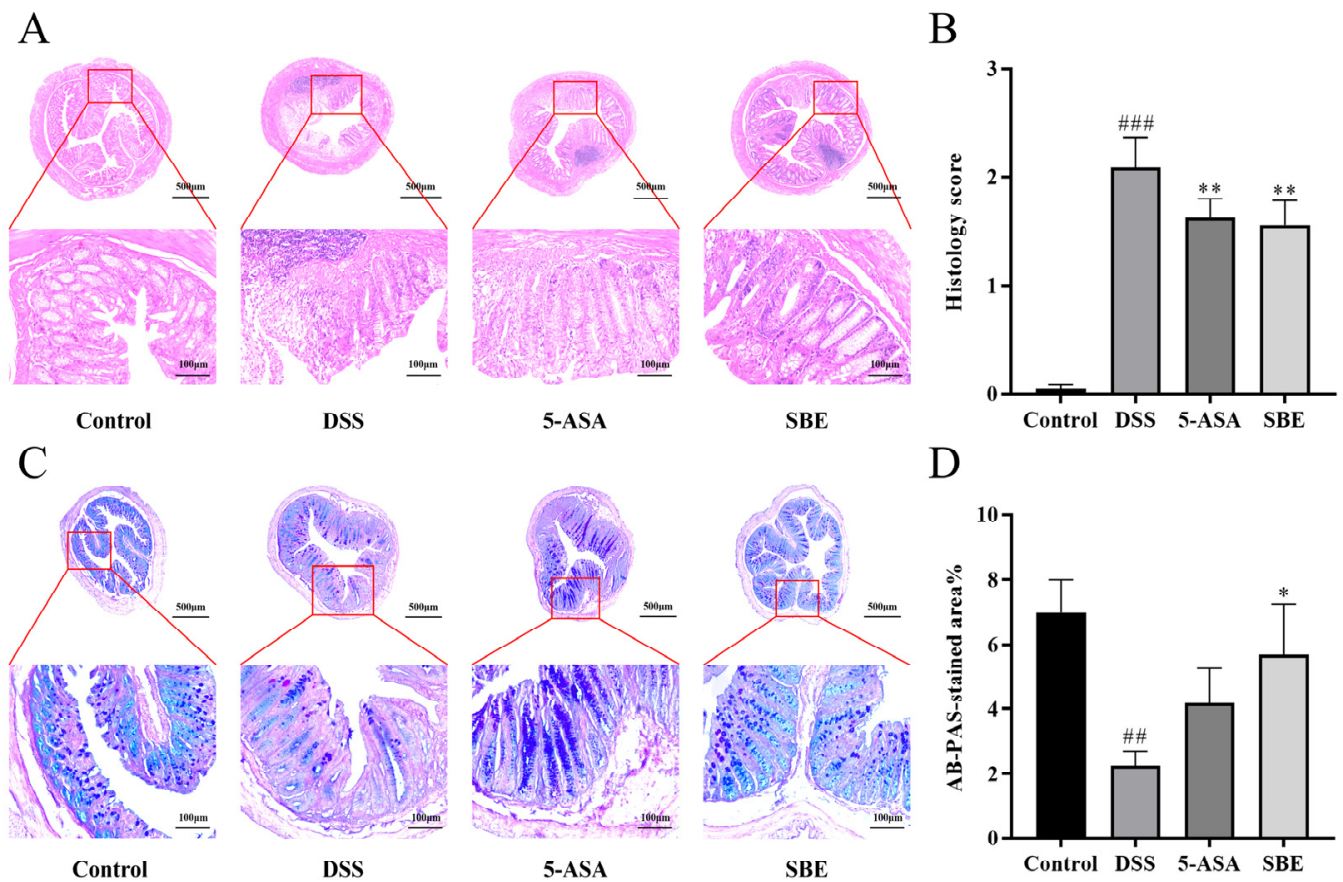 A
500μm
500μm
500μm
500μm
100μm
100μm
100μm
100μm
Control
DSS
5-ASA
SBE
B
Histology score
3
2
1
0
###
**
**
Control
DSS
5-ASA
SBE
C
500μm
500μm
500μm
500μm
100μm
100μm
100μm
100μm
Control
DSS
5-ASA
SBE
D
AB-PAS-stained area%
10
8
6
4
2
0
##
*
Control
DSS
5-ASA
SBE